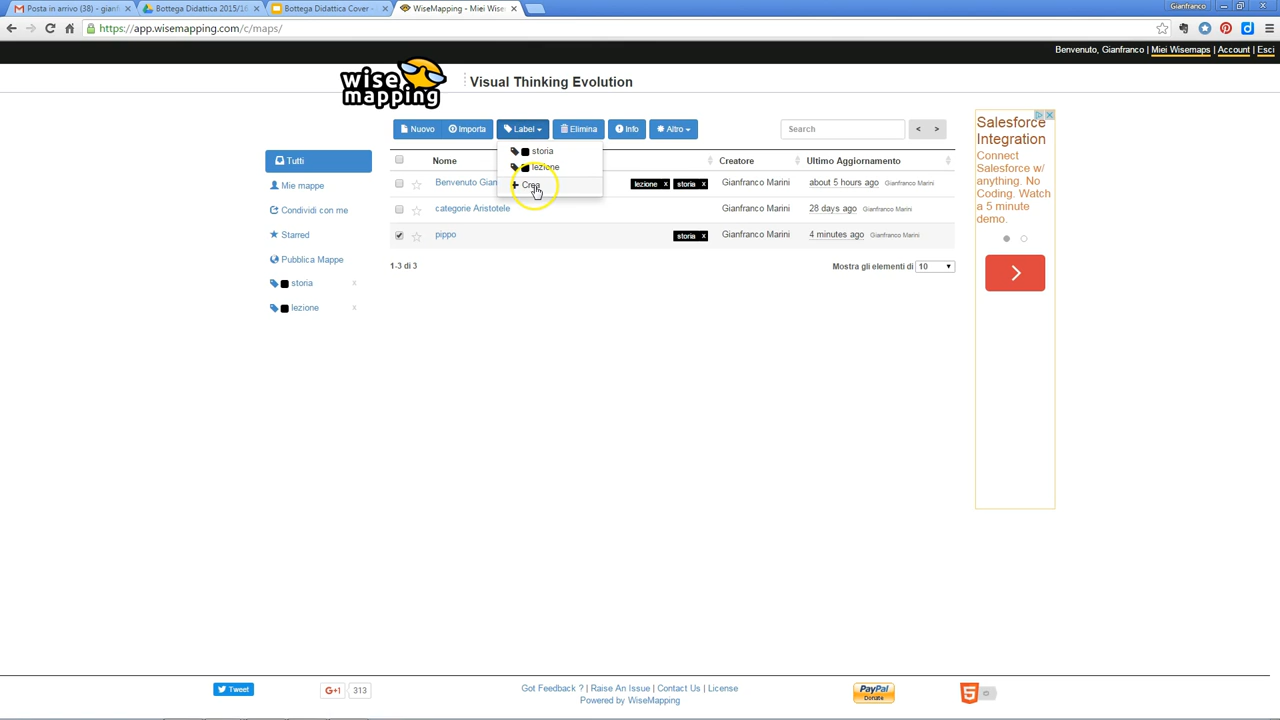 Posta in arrivo (38) - gianf
Bottega Didattica 2015/16
Bottega Didattica Cover -
WiseMapping - Miei Wise
Gianfranco
https://app.wisemapping.com/c/maps/
Benvenuto, Gianfranco | Miei Wisemaps | Account | Esci
wise mapping
Visual Thinking Evolution
Nuovo
Importa
Label
Elimina
Info
Altro
Search
<
>
storia
lezione
Crea
Tutti
Mie mappe
Condividi con me
Starred
Pubblica Mappe
storia x
lezione x
Nome Creatore Ultimo Aggiornamento
Benvenuto Gian lezione x storia x Gianfranco Marini about 5 hours ago Gianfranco Marini
categorie Aristotele Gianfranco Marini 28 days ago Gianfranco Marini
pippo storia x Gianfranco Marini 4 minutes ago Gianfranco Marini
1-3 di 3
Mostra gli elementi di 10
Salesforce
Integration
Connect
Salesforce w/
anything. No
Coding. Watch
a 5 minute
demo.
Tweet
G+1 313
Got Feedback ? | Raise An Issue | Contact Us | License
Powered by WiseMapping
PayPal
Donate
5